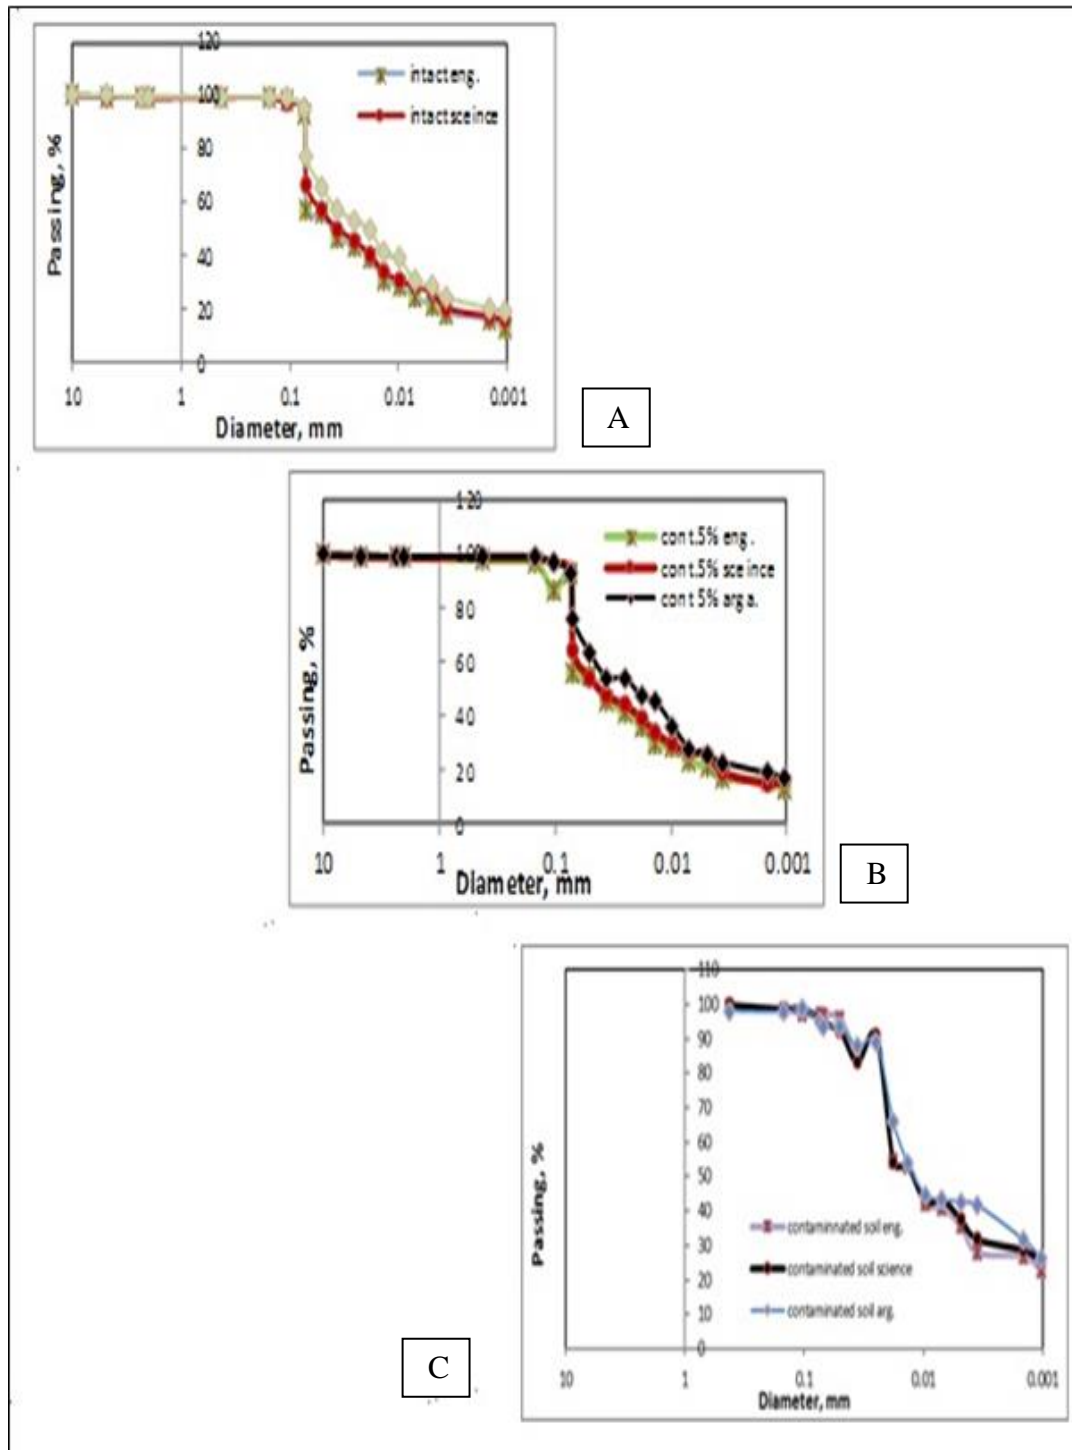 120
100
80
60
40
20
0
intact eng.
intact sceince
Passing, %
10 1 0.1 0.01 0.001
Diameter, mm
A
120
100
80
60
40
20
0
cont.5% eng.
cont.5% sceince
cont 5% arga.
Passing, %
10 1 0.1 0.01 0.001
Diameter, mm
B
110
100
90
80
70
60
50
40
30
20
10
0
contaminnated soil eng.
contaminated soil science
contaminated soil arg.
Passing, %
10 1 0.1 0.01 0.001
Diameter, mm
C